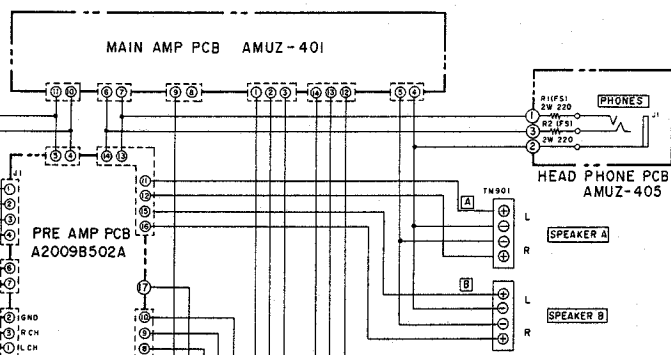 MAIN AMP PCB AMUZ-401
11 10 6 7 9 8 1 2 3 14 13 12 5 4
R1(FS)
2W 220
PHONES
J1
1
3
R2 (FS)
2W 220
2
HEAD PHONE PCB
AMUZ-405
5 4 14 13
J1
1
2
3
4
6
7
11
12
15
16
PRE AMP PCB
A2009B502A
17
TM901
A
+ L
-
- R
+
SPEAKER A
B
+ L
-
- R
+
SPEAKER B
2 GND
3 R CH
1 L CH
10
9
8